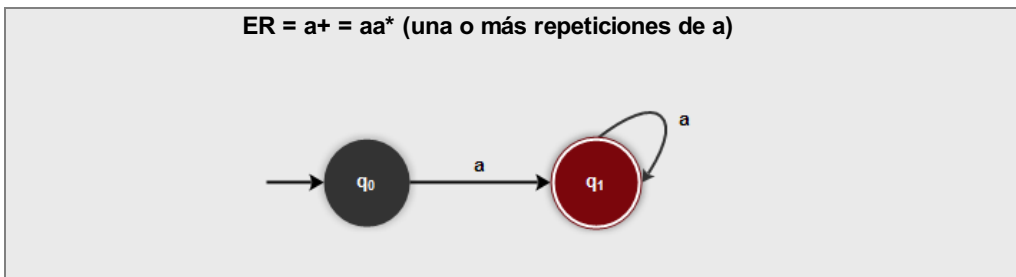 ER = a+ = aa* (una o más repeticiones de a)
a
q₀
a
q₁